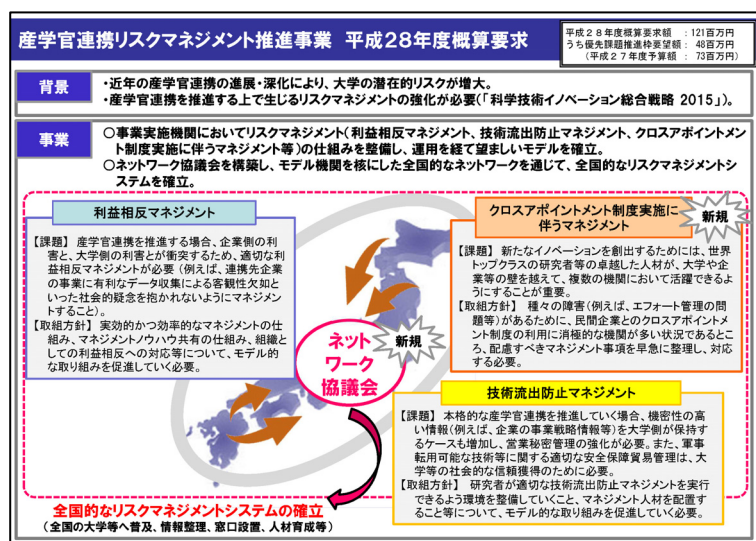 産学官連携リスクマネジメント推進事業 平成28年度概算要求
平成28年度概算要求額 :121百万円
うち優先課題推進枠要望額: 48百万円
(平成27年度予算額 : 73百万円)
背景
・近年の産学官連携の進展・深化により、大学の潜在的リスクが増大。
・産学官連携を推進する上で生じるリスクマネジメントの強化が必要(「科学技術イノベーション総合戦略 2015」)。
事業
○事業実施機関においてリスクマネジメント(利益相反マネジメント、技術流出防止マネジメント、クロスアポイントメン
ト制度実施に伴うマネジメント等)の仕組みを整備し、運用を経て望ましいモデルを確立。
○ネットワーク協議会を構築し、モデル機関を核にした全国的なネットワークを通じて、全国的なリスクマネジメントシ
ステムを確立。
利益相反マネジメント
【課題】 産学官連携を推進する場合、企業側の利
害と、大学側の利害とが衝突するため、適切な利
益相反マネジメントが必要(例えば、連携先企業
の事業に有利なデータ収集による客観性欠如と
いった社会的疑念を抱かれないようにマネジメン
トすること)。
【取組方針】 実効的かつ効率的なマネジメントの仕
組み、マネジメントノウハウ共有の仕組み、組織と
しての利益相反への対応等について、モデル的
な取り組みを促進していく必要。
クロスアポイントメント制度実施に
伴うマネジメント
新規
【課題】 新たなイノベーションを創出するためには、世界
トップクラスの研究者等の卓越した人材が、大学や企
業等の壁を越えて、複数の機関において活躍できるよ
うにすることが重要。
【取組方針】 種々の障害(例えば、エフォート管理の問
題等)があるために、民間企業とのクロスアポイントメ
ント制度の利用に消極的な機関が多い状況であるとこ
ろ、配慮すべきマネジメント事項を早急に整理し、対応
する必要。
ネット
ワーク
協議会
新規
技術流出防止マネジメント
【課題】 本格的な産学官連携を推進していく場合、機密性の高
い情報(例えば、企業の事業戦略情報等)を大学側が保持す
るケースも増加し、営業秘密管理の強化が必要。また、軍事
転用可能な技術等に関する適切な安全保障貿易管理は、大
学等の社会的な信頼獲得のために必要。
【取組方針】 研究者が適切な技術流出防止マネジメントを実行
できるよう環境を整備していくこと、マネジメント人材を配置す
ること等について、モデル的な取り組みを促進していく必要。
全国的なリスクマネジメントシステムの確立
(全国の大学等へ普及、情報整理、窓口設置、人材育成等)